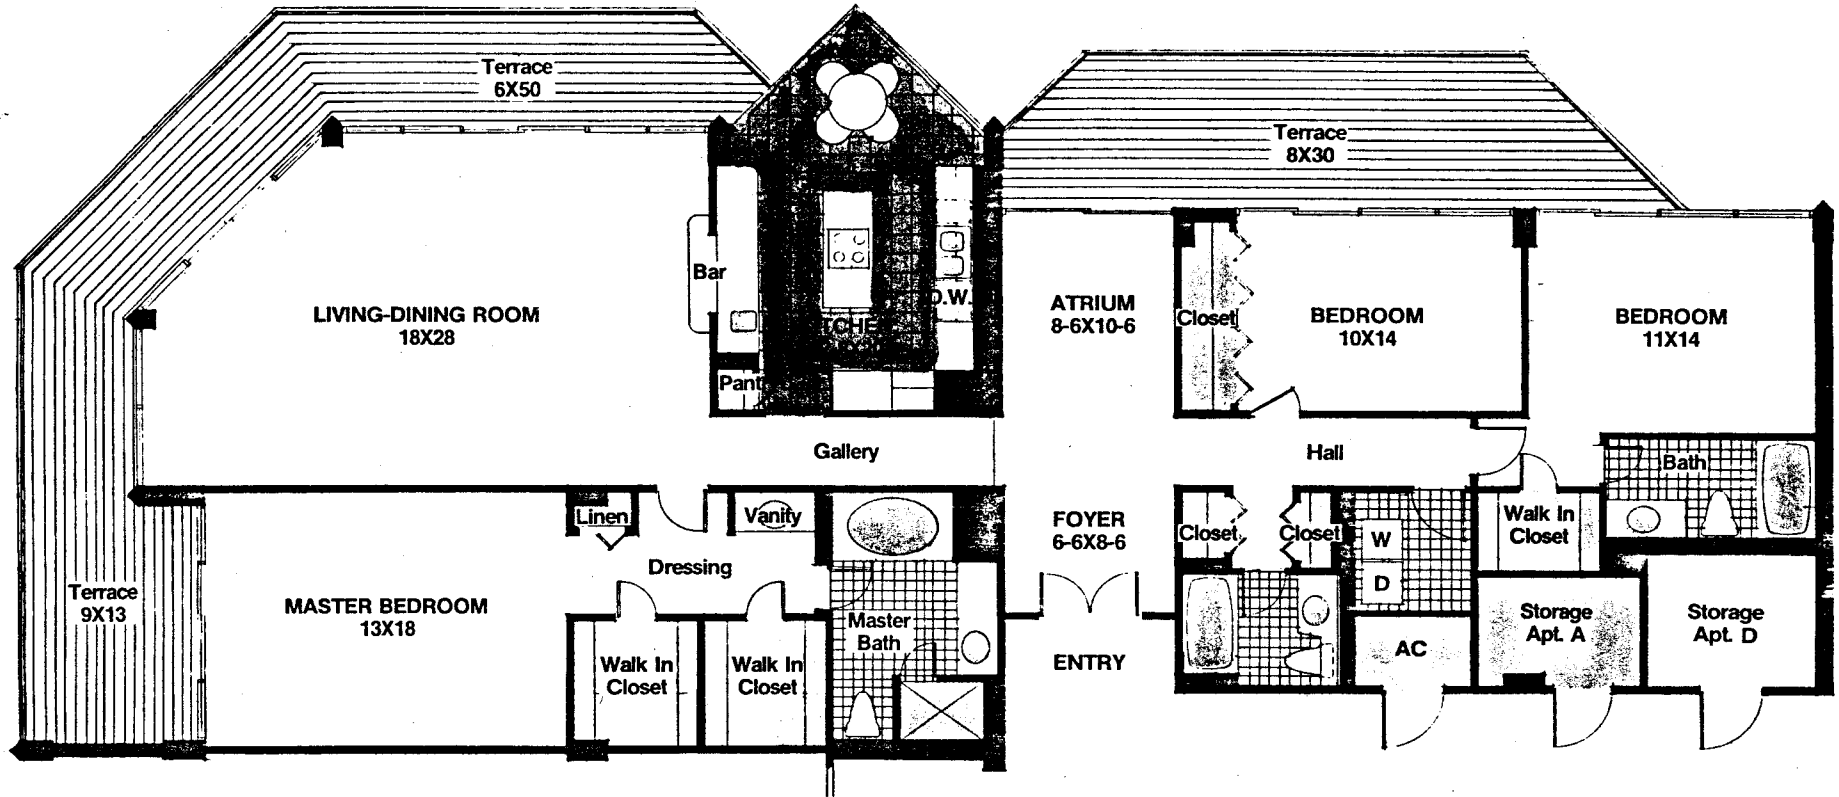 Terrace
6X50
Terrace
8X30
Bar
D.W.
LIVING-DINING ROOM
18X28
Pant
ATRIUM
8-6X10-6
Closet
BEDROOM
10X14
BEDROOM
11X14
Gallery
Hall
Bath
Linen
Vanity
Dressing
FOYER
6-6X8-6
Closet
Closet
W
D
Walk In
Closet
Terrace
9X13
MASTER BEDROOM
13X18
Walk In
Closet
Walk In
Closet
Master
Bath
ENTRY
AC
Storage
Apt. A
Storage
Apt. D